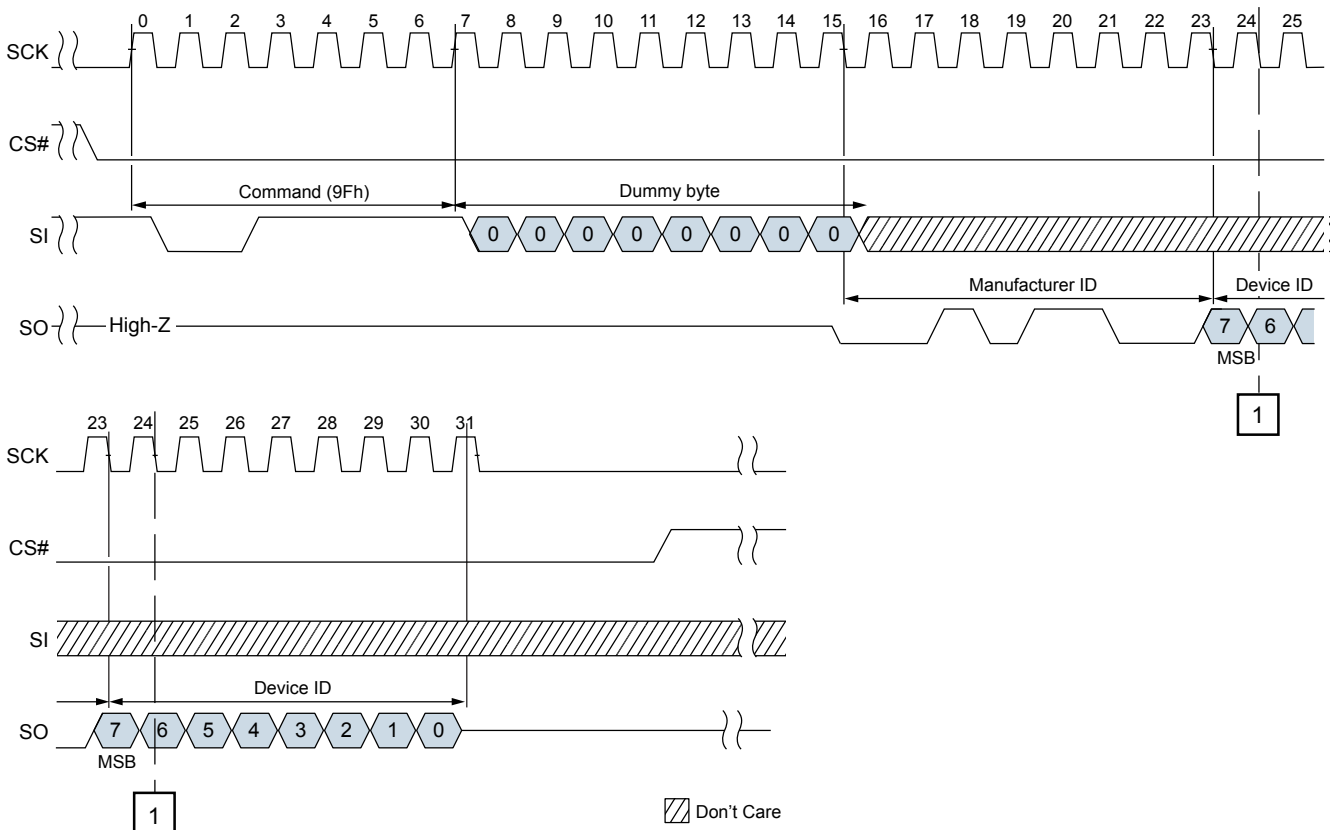 0 1 2 3 4 5 6 7 8 9 10 11 12 13 14 15 16 17 18 19 20 21 22 23 24 25
SCK
CS#
Command (9Fh) Dummy byte
SI 0 0 0 0 0 0 0 0
Manufacturer ID Device ID
SO High-Z 7 6
MSB
1
23 24 25 26 27 28 29 30 31
SCK
CS#
SI
Device ID
SO 7 6 5 4 3 2 1 0
MSB
1
Don't Care